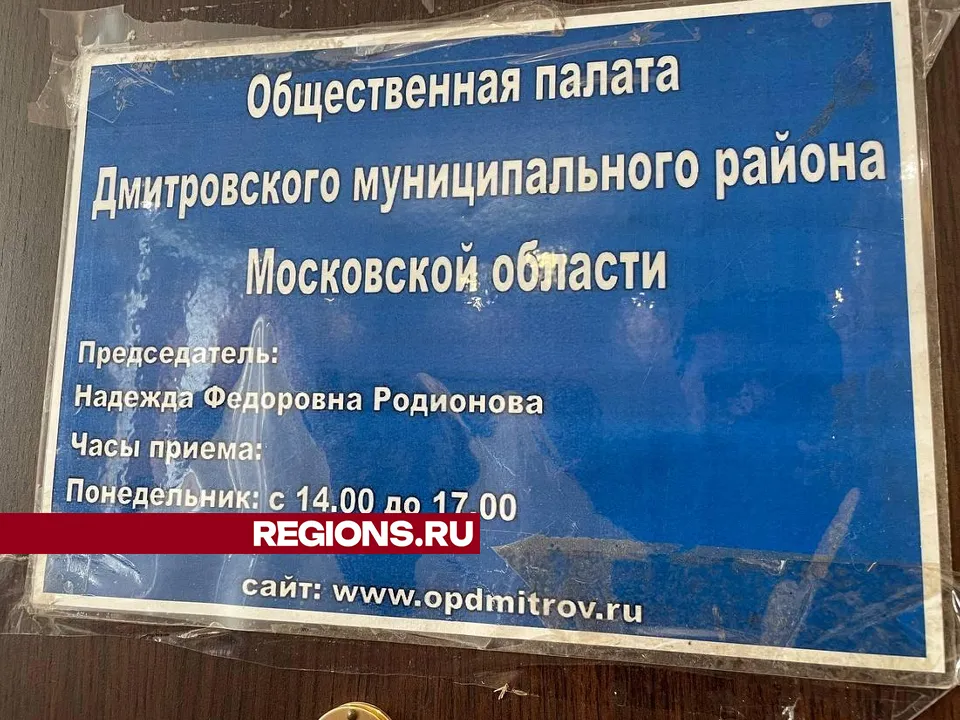 Общественная палата
Дмитровского муниципального района
Московской области
Председатель:
Надежда Федоровна Родионова
Часы приема:
Понедельник: с 14.00 до 17.00
REGIONS.RU
сайт: www.opdmitrov.ru